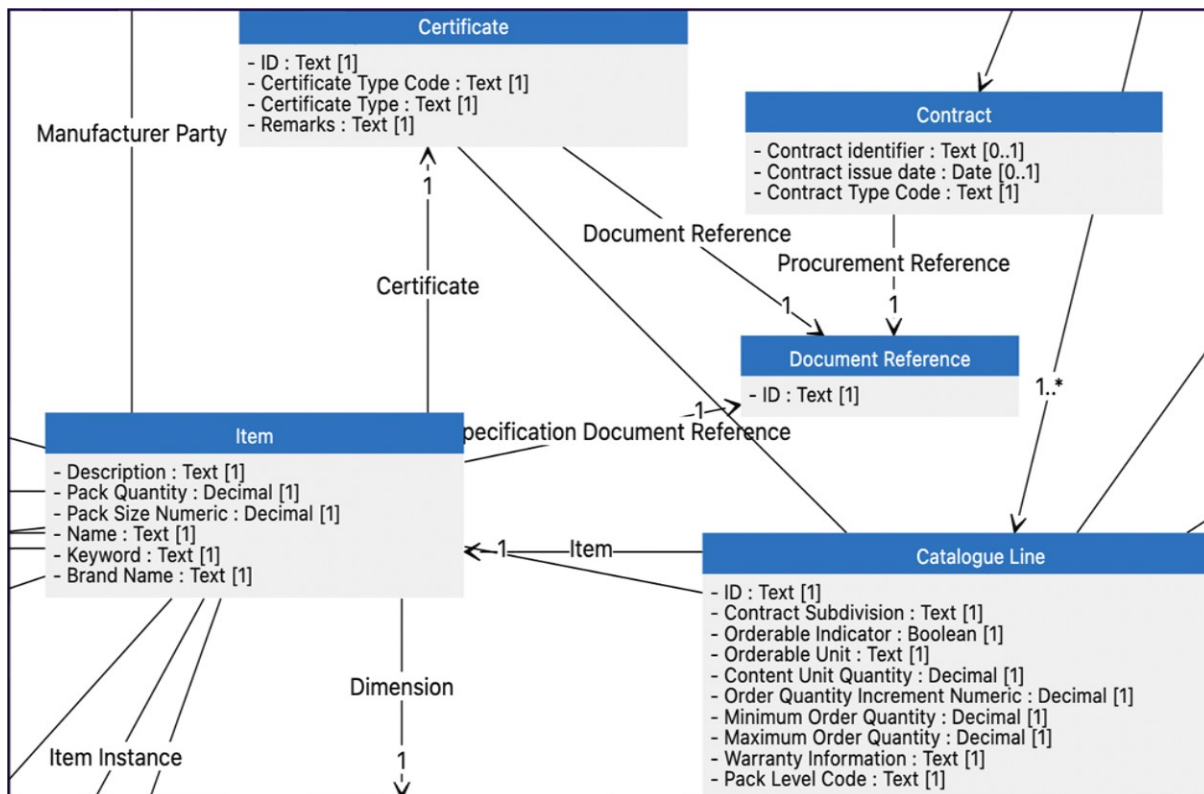 Certificate
- ID : Text [1]
- Certificate Type Code : Text [1]
- Certificate Type : Text [1]
- Remarks : Text [1]
Manufacturer Party
Contract
- Contract identifier : Text [0..1]
- Contract issue date : Date [0..1]
- Contract Type Code : Text [1]
1
Document Reference
Procurement Reference
Certificate
1
1
Document Reference
- ID : Text [1]
1..*
1
pecification Document Reference
Item
- Description : Text [1]
- Pack Quantity : Decimal [1]
- Pack Size Numeric : Decimal [1]
- Name : Text [1]
- Keyword : Text [1]
- Brand Name : Text [1]
1
Item
Catalogue Line
- ID : Text [1]
- Contract Subdivision : Text [1]
- Orderable Indicator : Boolean [1]
- Orderable Unit : Text [1]
- Content Unit Quantity : Decimal [1]
- Order Quantity Increment Numeric : Decimal [1]
- Minimum Order Quantity : Decimal [1]
- Maximum Order Quantity : Decimal [1]
- Warranty Information : Text [1]
- Pack Level Code : Text [1]
Dimension
Item Instance
1